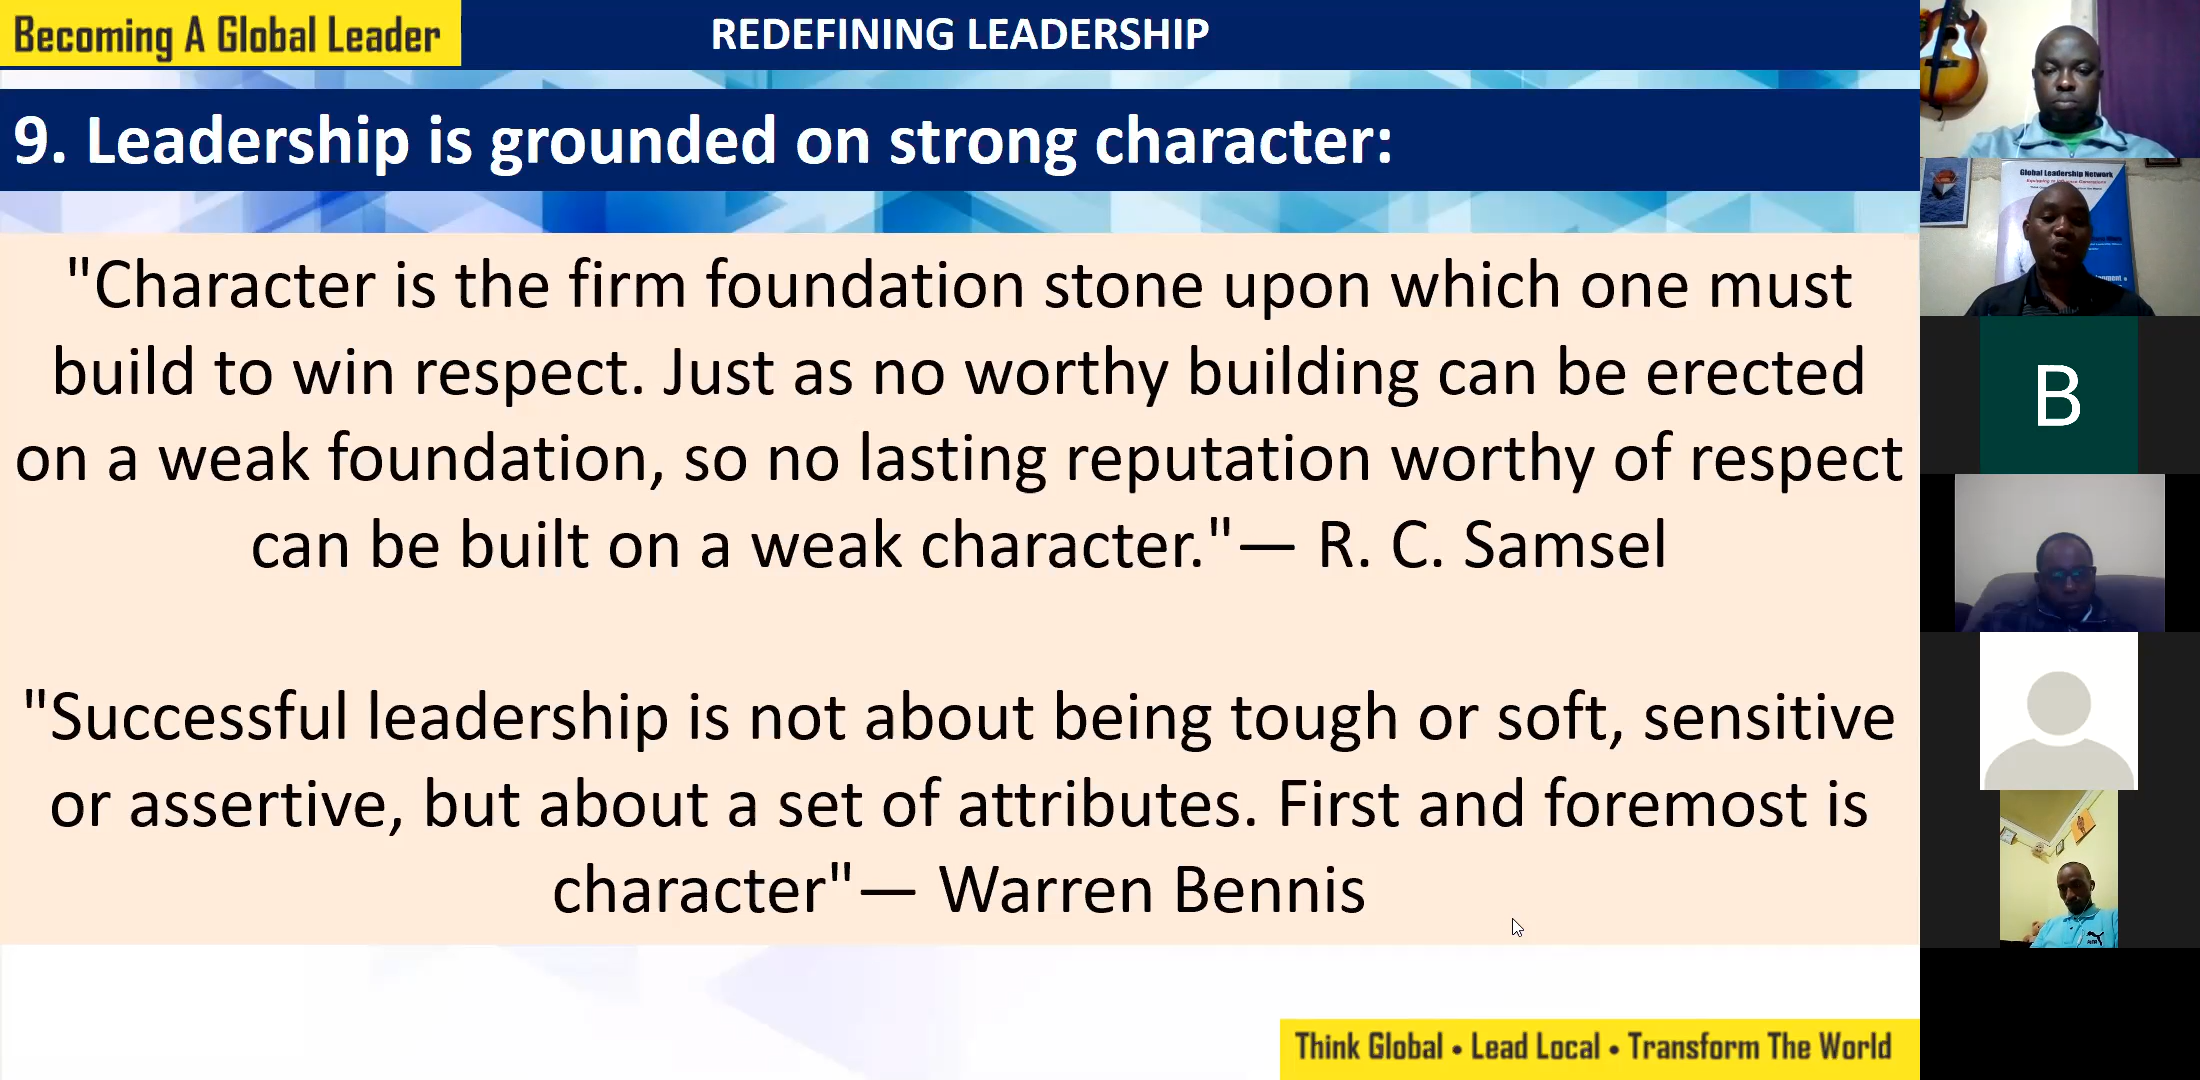 Becoming A Global Leader
REDEFINING LEADERSHIP
9. Leadership is grounded on strong character:
"Character is the firm foundation stone upon which one must
build to win respect. Just as no worthy building can be erected
on a weak foundation, so no lasting reputation worthy of respect
can be built on a weak character."— R. C. Samsel
"Successful leadership is not about being tough or soft, sensitive
or assertive, but about a set of attributes. First and foremost is
character"— Warren Bennis
Think Global • Lead Local • Transform The World
Global Leadership Network
B